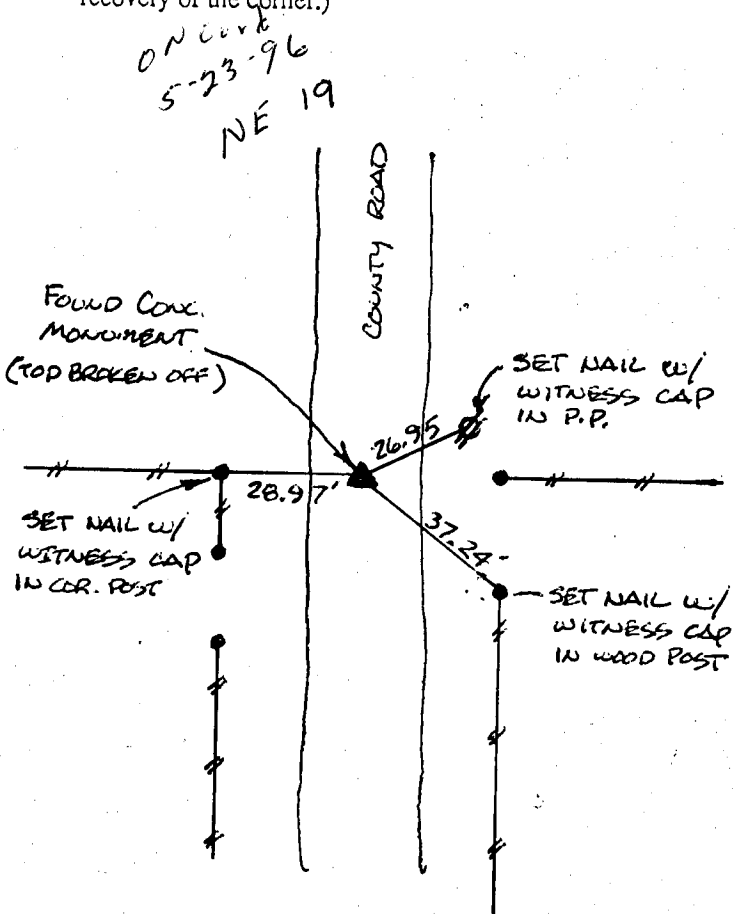 recovery of the corner.)
ON
5-23-96
NE 19
COUNTY ROAD
FOUND CONC.
MONUMENT
(TOP BROKEN OFF)
SET NAIL W/
WITNESS CAP
IN P.P.
26.95
28.97'
37.24'
SET NAIL W/
WITNESS CAP
IN COR. POST
SET NAIL W/
WITNESS CAP
IN WOOD POST